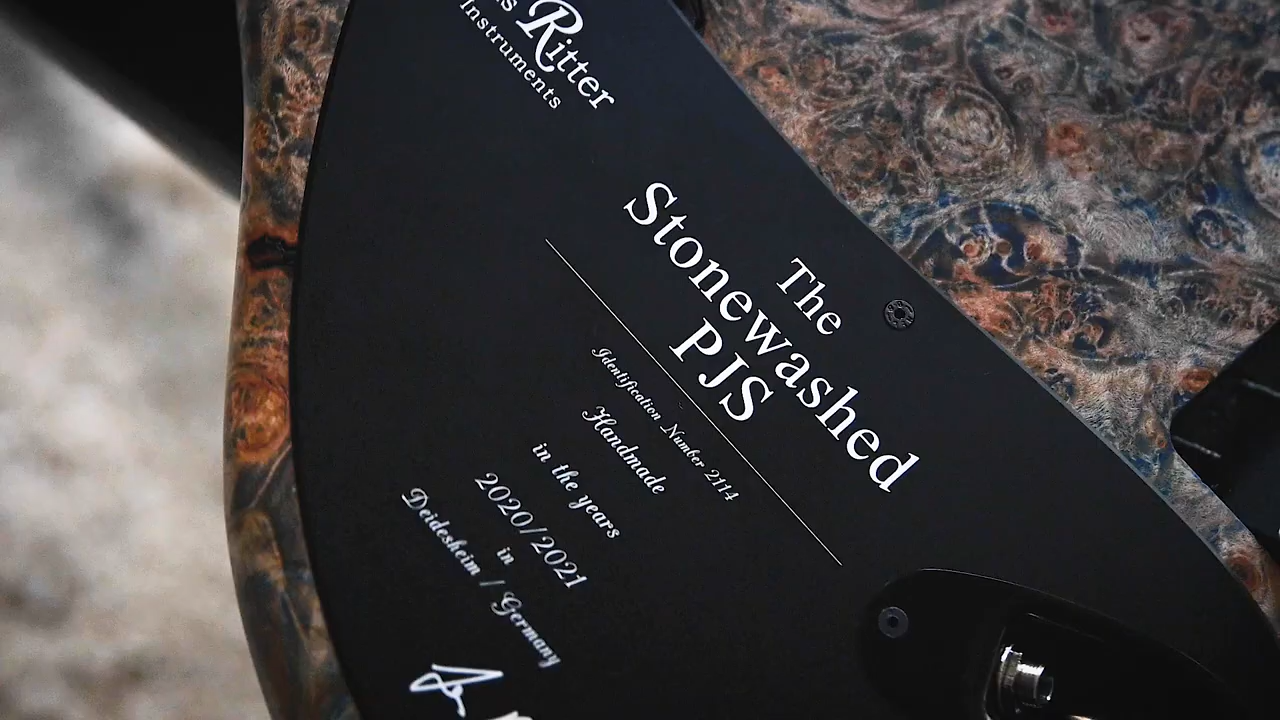 Ritter
Instruments
The
Stonewashed
PJS
Identification Number 2114
Handmade
in the years
2020/2021
in
Deidesheim / Germany